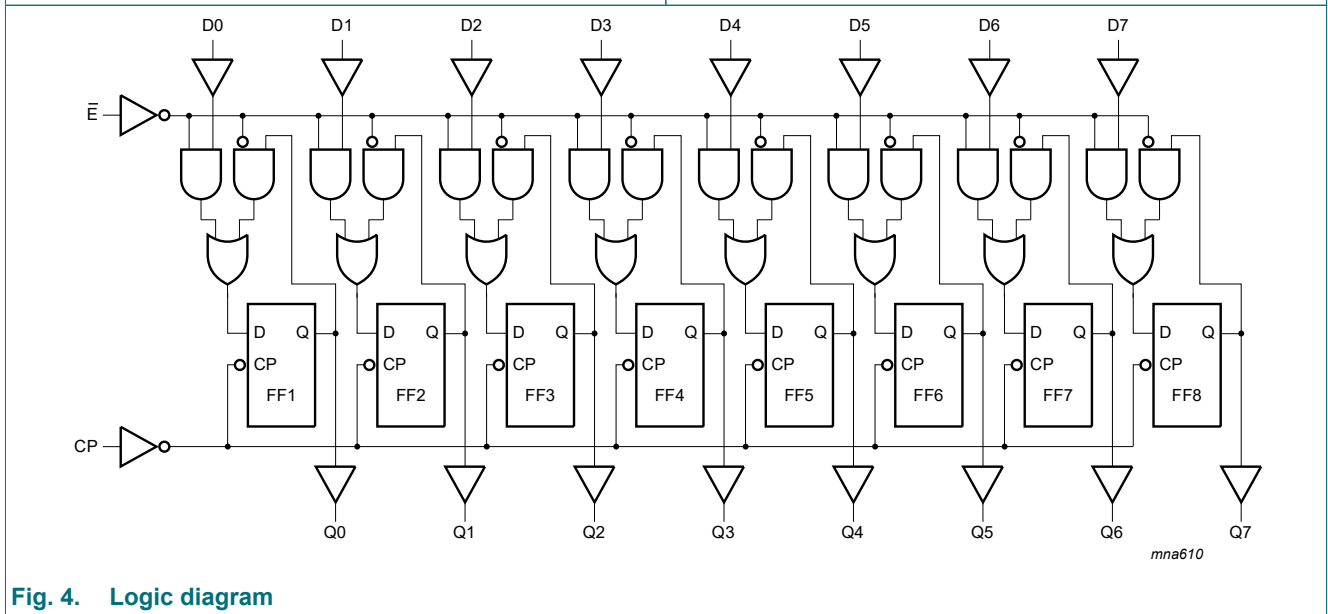 D0 D1 D2 D3 D4 D5 D6 D7
E̅
D Q D Q D Q D Q D Q D Q D Q D Q
CP CP CP CP CP CP CP CP
FF1 FF2 FF3 FF4 FF5 FF6 FF7 FF8
CP
Q0 Q1 Q2 Q3 Q4 Q5 Q6 Q7
mna610
Fig. 4. Logic diagram